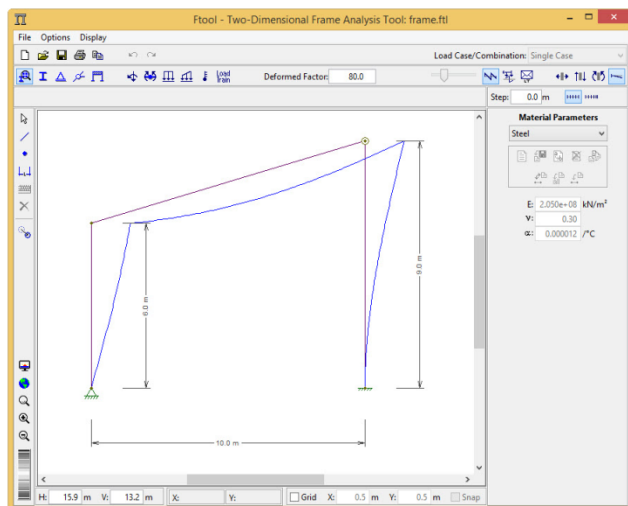 Ftool - Two-Dimensional Frame Analysis Tool: frame.ftl
File Options Display
Load Case/Combination: Single Case
Load train
Deformed Factor: 80.0
Step: 0.0 m
Material Parameters
Steel
E: 2.050e+08 kN/m²
ν: 0.30
α: 0.000012 /°C
6.0 m
9.0 m
10.0 m
H: 15.9 m V: 13.2 m X: Y: Grid X: 0.5 m Y: 0.5 m Snap